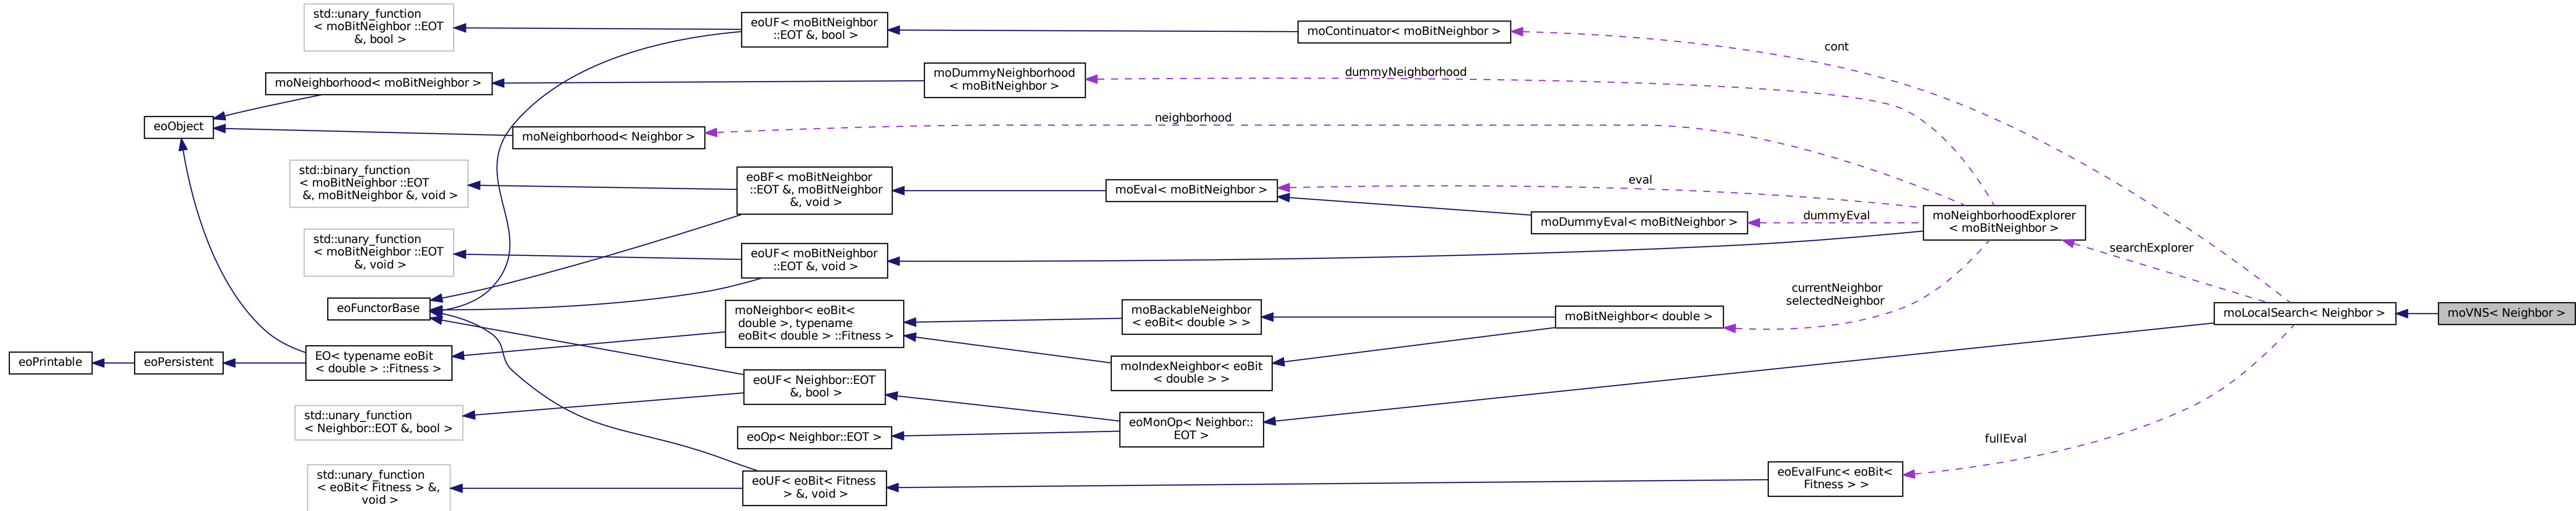 std::unary_function
< moBitNeighbor ::EOT
&, bool >
eoUF< moBitNeighbor
::EOT &, bool >
moContinuator< moBitNeighbor >
cont
moNeighborhood< moBitNeighbor >
moDummyNeighborhood
< moBitNeighbor >
dummyNeighborhood
eoObject
moNeighborhood< Neighbor >
neighborhood
std::binary_function
< moBitNeighbor ::EOT
&, moBitNeighbor &, void >
eoBF< moBitNeighbor
::EOT &, moBitNeighbor
&, void >
moEval< moBitNeighbor >
eval
moDummyEval< moBitNeighbor >
dummyEval
moNeighborhoodExplorer
< moBitNeighbor >
searchExplorer
std::unary_function
< moBitNeighbor ::EOT
&, void >
eoUF< moBitNeighbor
::EOT &, void >
eoFunctorBase
moNeighbor< eoBit<
double >, typename
eoBit< double > ::Fitness >
moBackableNeighbor
< eoBit< double > >
moBitNeighbor< double >
currentNeighbor
selectedNeighbor
moLocalSearch< Neighbor >
moVNS< Neighbor >
eoPrintable
eoPersistent
EO< typename eoBit
< double > ::Fitness >
moIndexNeighbor< eoBit
< double > >
eoUF< Neighbor::EOT
&, bool >
std::unary_function
< Neighbor::EOT &, bool >
eoOp< Neighbor::EOT >
eoMonOp< Neighbor::
EOT >
fullEval
std::unary_function
< eoBit< Fitness > &,
void >
eoUF< eoBit< Fitness
> &, void >
eoEvalFunc< eoBit<
Fitness > >